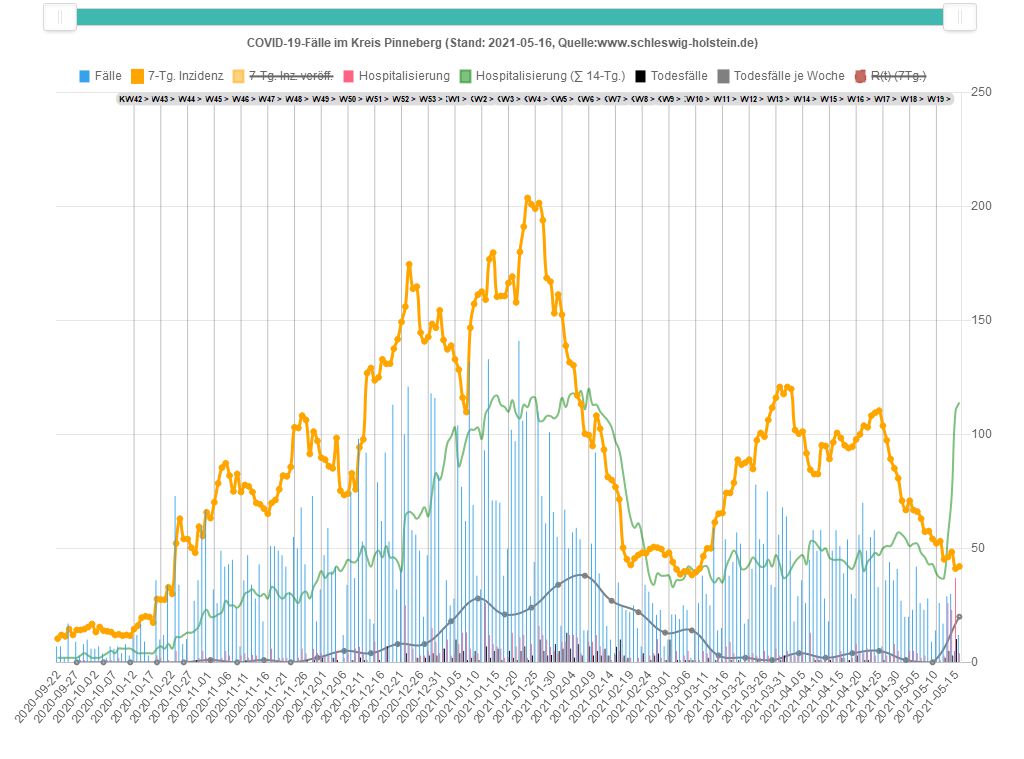 COVID-19-Fälle im Kreis Pinneberg (Stand: 2021-05-16, Quelle:www.schleswig-holstein.de)
Fälle 7-Tg. Inzidenz 7-Tg. Inz. veröff. Hospitalisierung Hospitalisierung (∑ 14-Tg.) Todesfälle Todesfälle je Woche R(t) (7Tg.)
KW42 > W43 > W44 > W45 > W46 > W47 > W48 > W49 > W50 > W51 > W52 > W53 > KW1 > KW2 > KW3 > KW4 > KW5 > KW6 > KW7 > KW8 > KW9 > W10 > W11 > W12 > W13 > W14 > W15 > W16 > W17 > W18 > W19 >
250
200
150
100
50
0
2020-09-22 2020-09-27 2020-10-02 2020-10-07 2020-10-12 2020-10-17 2020-10-22 2020-10-27 2020-11-01 2020-11-06 2020-11-11 2020-11-16 2020-11-21 2020-11-26 2020-12-01 2020-12-06 2020-12-11 2020-12-16 2020-12-21 2020-12-26 2020-12-31 2021-01-05 2021-01-10 2021-01-15 2021-01-20 2021-01-25 2021-01-30 2021-02-04 2021-02-09 2021-02-14 2021-02-19 2021-02-24 2021-03-01 2021-03-06 2021-03-11 2021-03-16 2021-03-21 2021-03-26 2021-03-31 2021-04-05 2021-04-10 2021-04-15 2021-04-20 2021-04-25 2021-04-30 2021-05-05 2021-05-10 2021-05-15